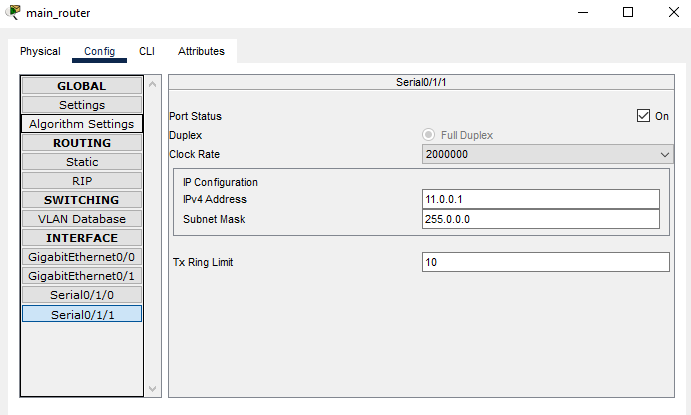 main_router
Physical Config CLI Attributes
GLOBAL
Settings
Algorithm Settings
ROUTING
Static
RIP
SWITCHING
VLAN Database
INTERFACE
GigabitEthernet0/0
GigabitEthernet0/1
Serial0/1/0
Serial0/1/1
Serial0/1/1
Port Status On
Duplex Full Duplex
Clock Rate 2000000
IP Configuration
IPv4 Address 11.0.0.1
Subnet Mask 255.0.0.0
Tx Ring Limit 10